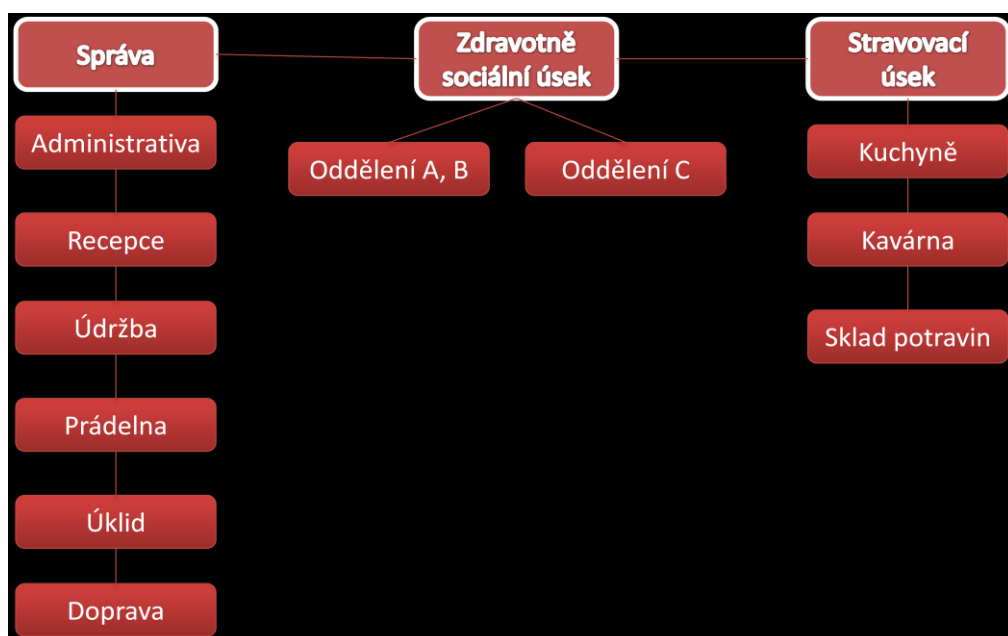 Správa
Administrativa
Recepce
Údržba
Prádelna
Úklid
Doprava
Zdravotně
sociální úsek
Oddělení A, B
Oddělení C
Stravovací
úsek
Kuchyně
Kavárna
Sklad potravin